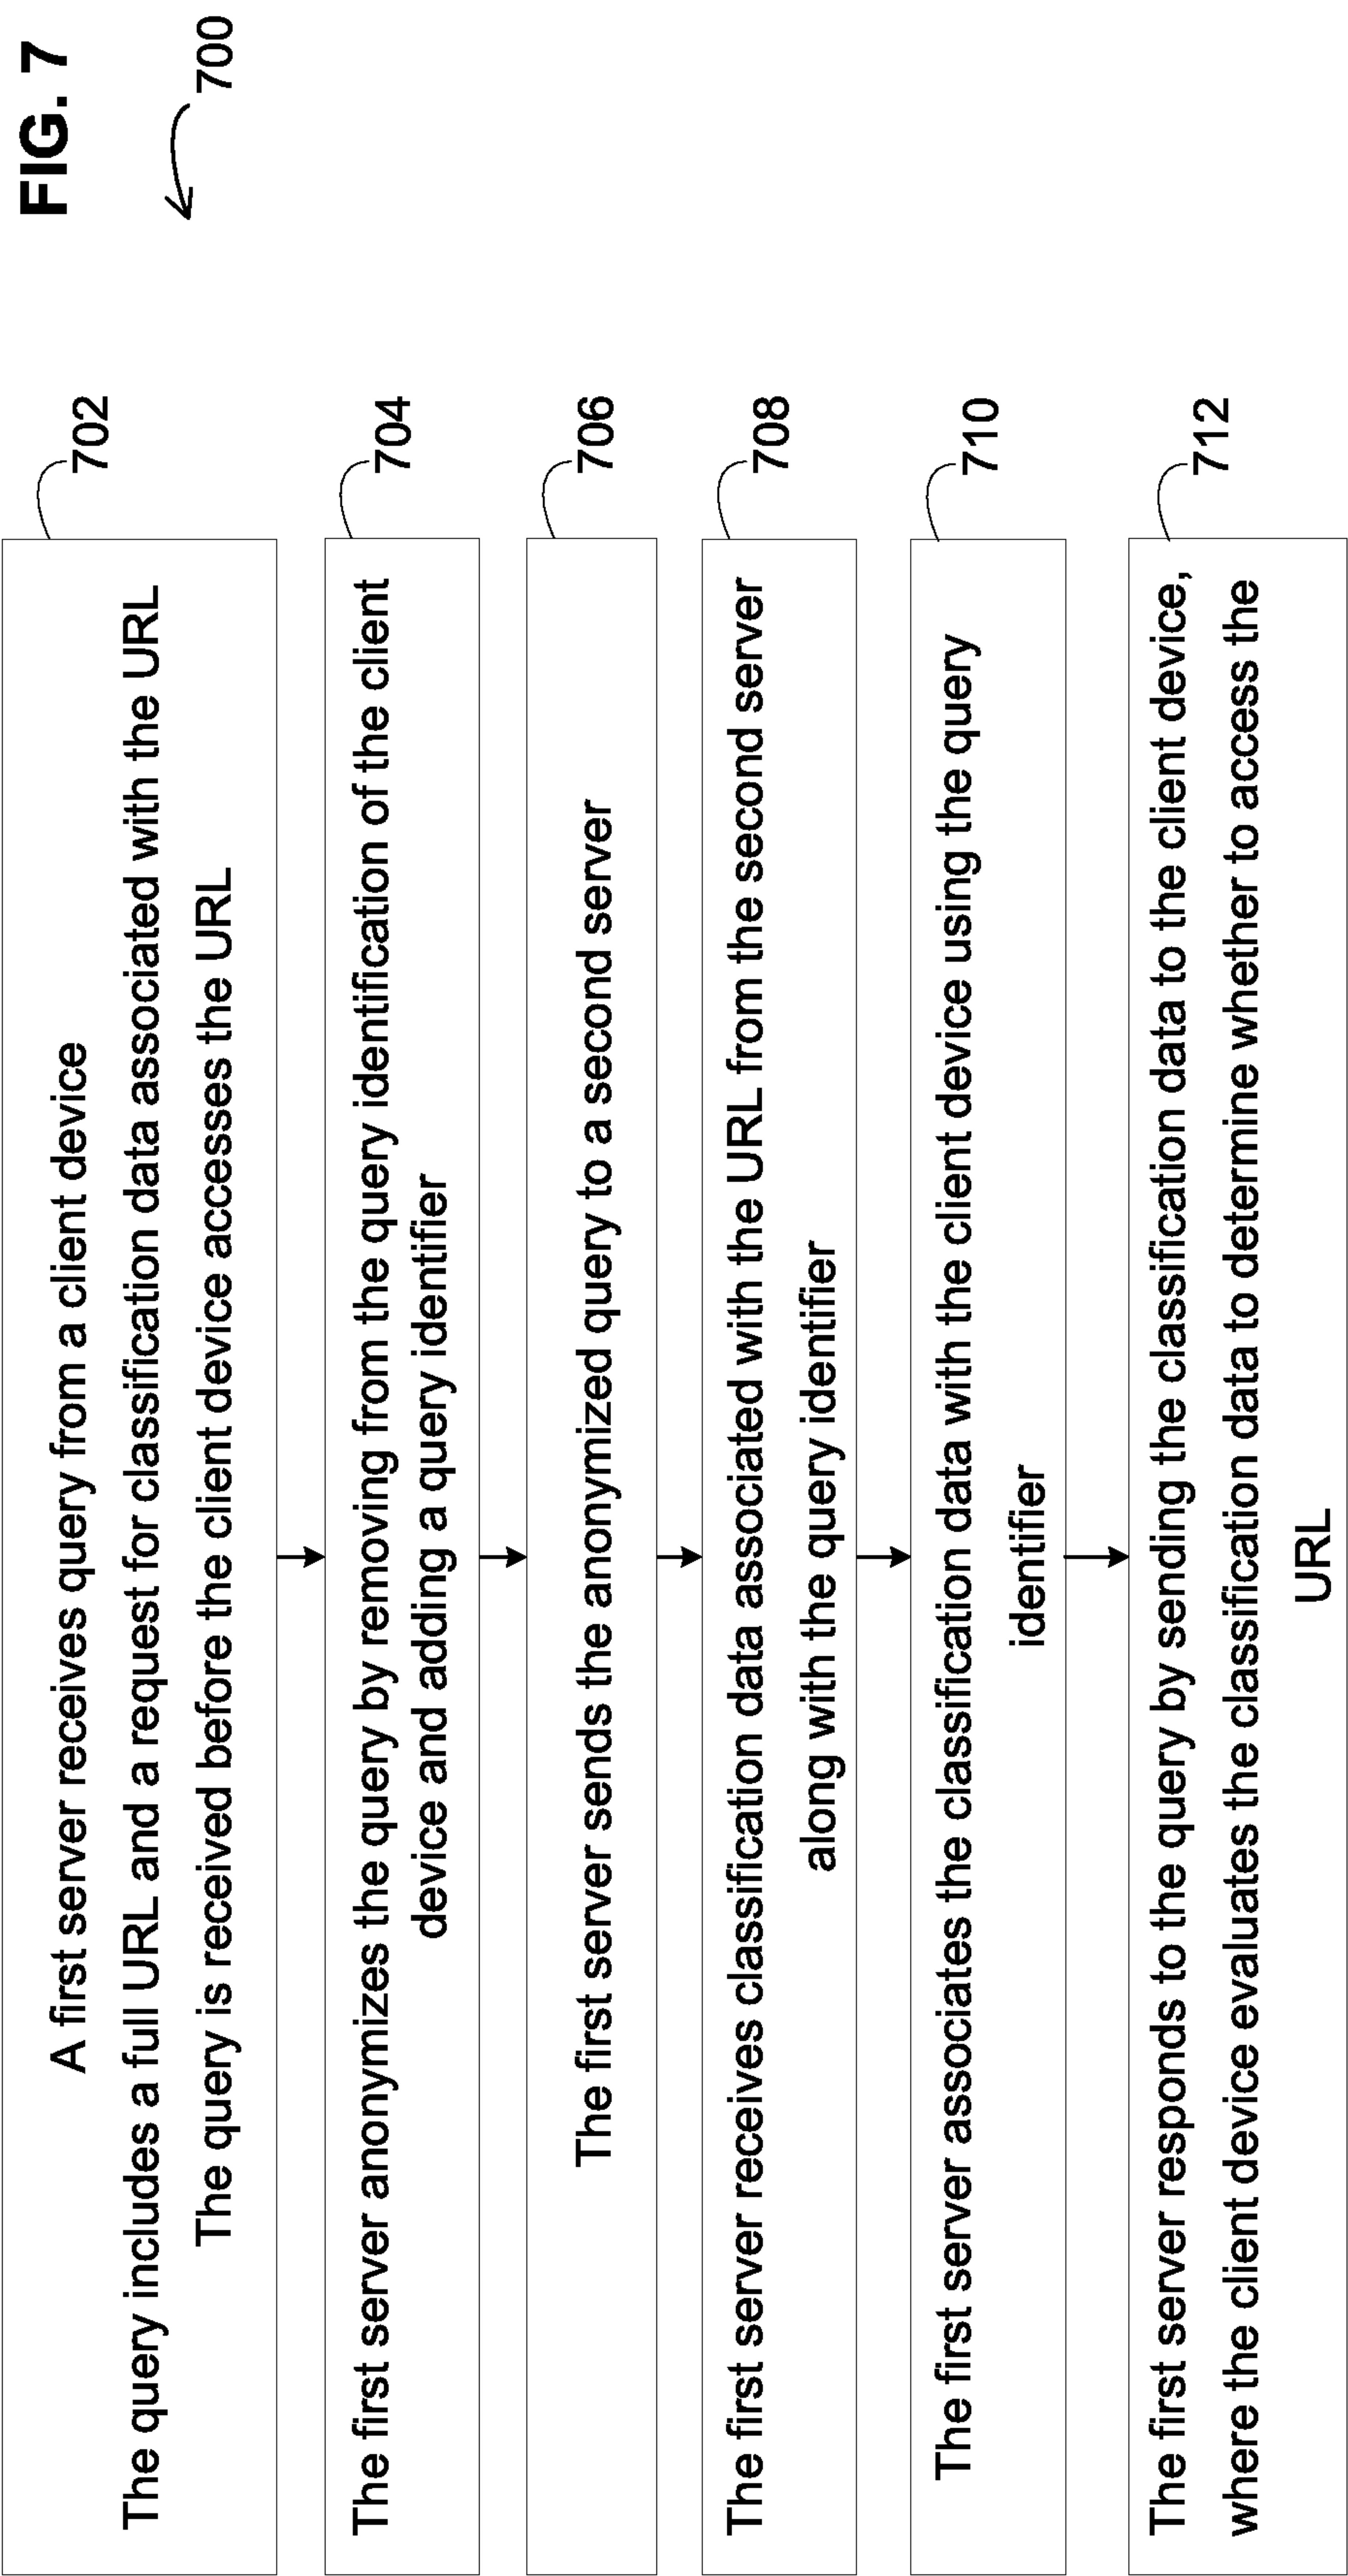 FIG. 7
700
702
A first server receives query from a client device
The query includes a full URL and a request for classification data associated with the URL
The query is received before the client device accesses the URL
704
The first server anonymizes the query by removing from the query identification of the client
device and adding a query identifier
706
The first server sends the anonymized query to a second server
708
The first server receives classification data associated with the URL from the second server
along with the query identifier
710
The first server associates the classification data with the client device using the query
identifier
712
The first server responds to the query by sending the classification data to the client device,
where the client device evaluates the classification data to determine whether to access the
URL